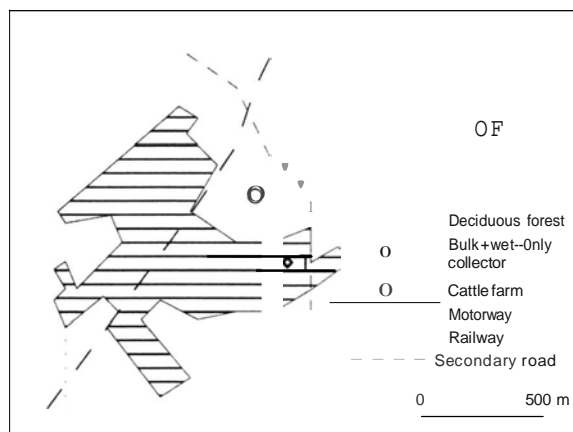 OF
Deciduous forest
O Bulk+wet--0nly
collector
O Cattle farm
Motorway
Railway
Secondary road
0 500 m